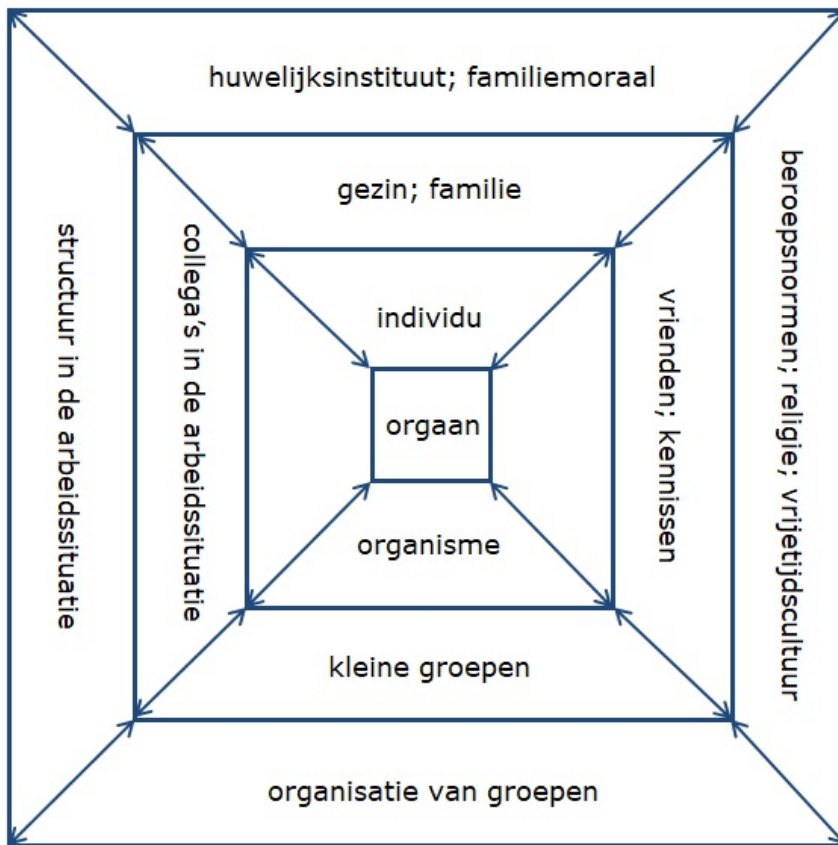 huwelijksinstituut; familiemoraal
gezin; familie
individu
orgaan
organisme
kleine groepen
organisatie van groepen
structuur in de arbeidssituatie
collega's in de arbeidssituatie
vrienden; kennissen
beroepsnormen; religie; vrijetijdscultuur